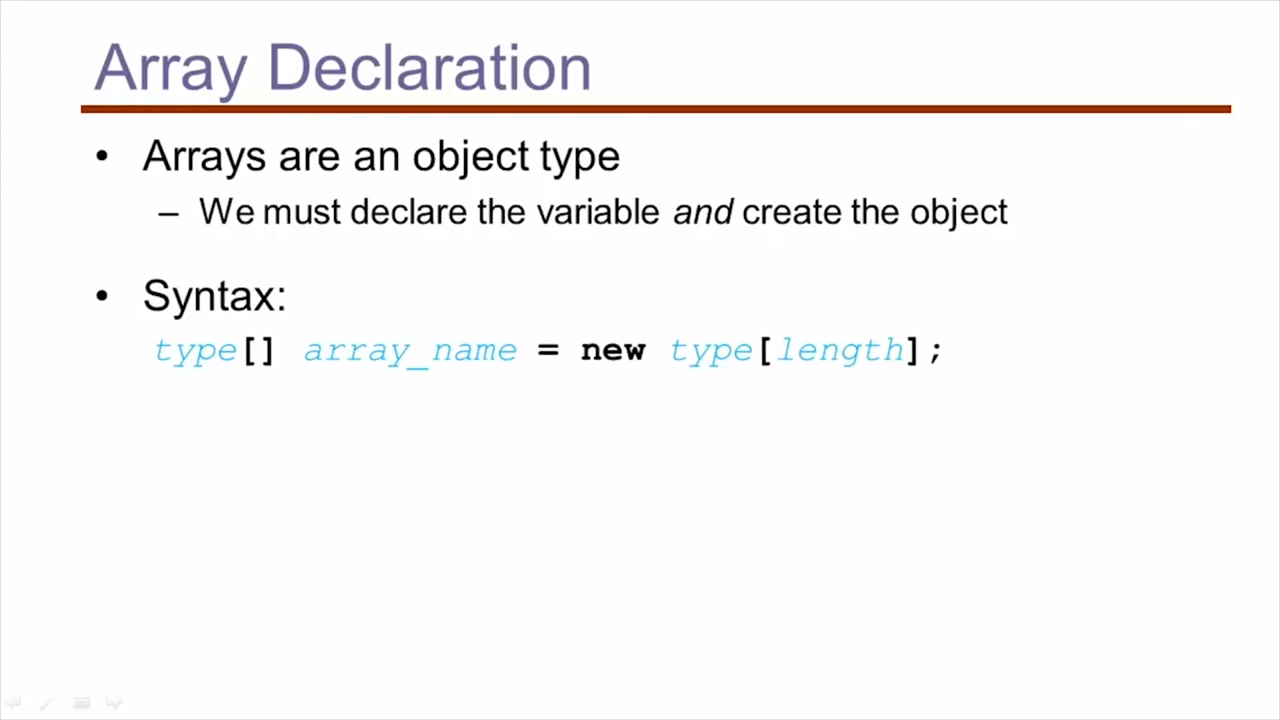 Array Declaration
• Arrays are an object type
– We must declare the variable and create the object
• Syntax:
type[] array_name = new type[length];